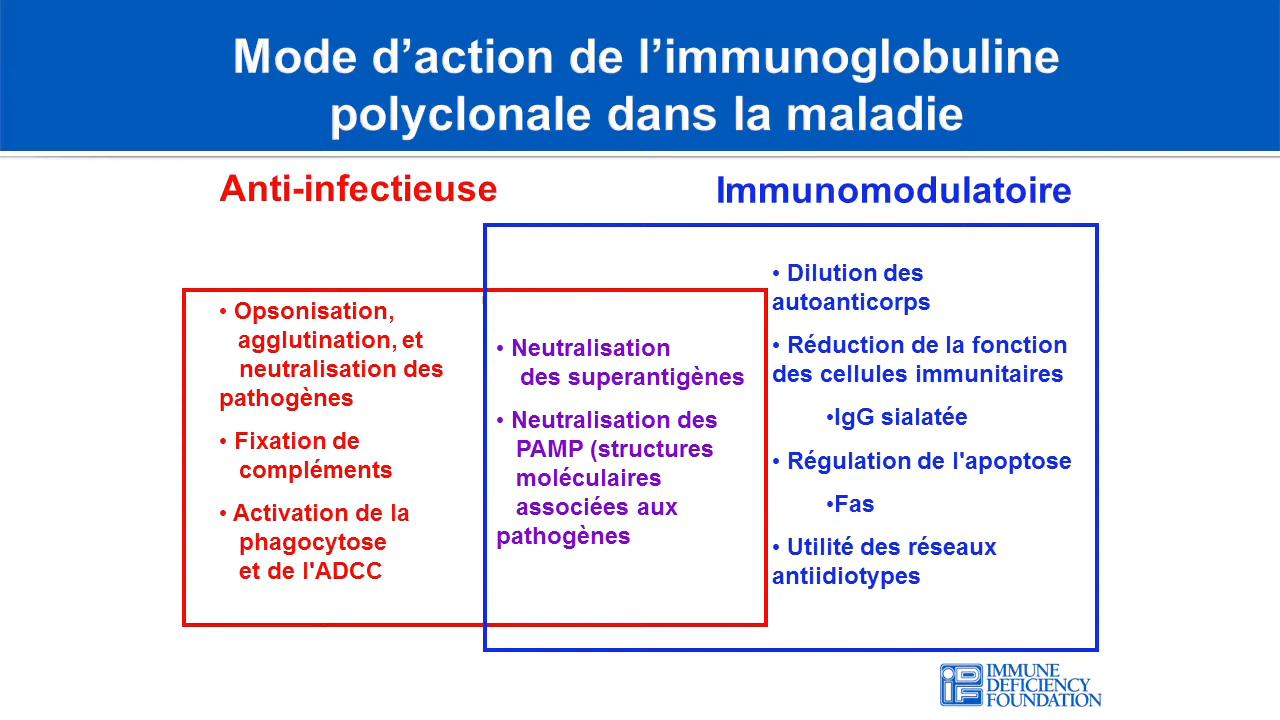 Mode d’action de l’immunoglobuline
polyclonale dans la maladie
Anti-infectieuse
• Opsonisation,
agglutination, et
neutralisation des
pathogènes
• Fixation de
compléments
• Activation de la
phagocytose
et de l'ADCC
• Neutralisation
des superantigènes
• Neutralisation des
PAMP (structures
moléculaires
associées aux
pathogènes
Immunomodulatoire
• Dilution des
autoanticorps
• Réduction de la fonction
des cellules immunitaires
•IgG sialatée
• Régulation de l'apoptose
•Fas
• Utilité des réseaux
antiidiotypes
IDF
IMMUNE
DEFICIENCY
FOUNDATION